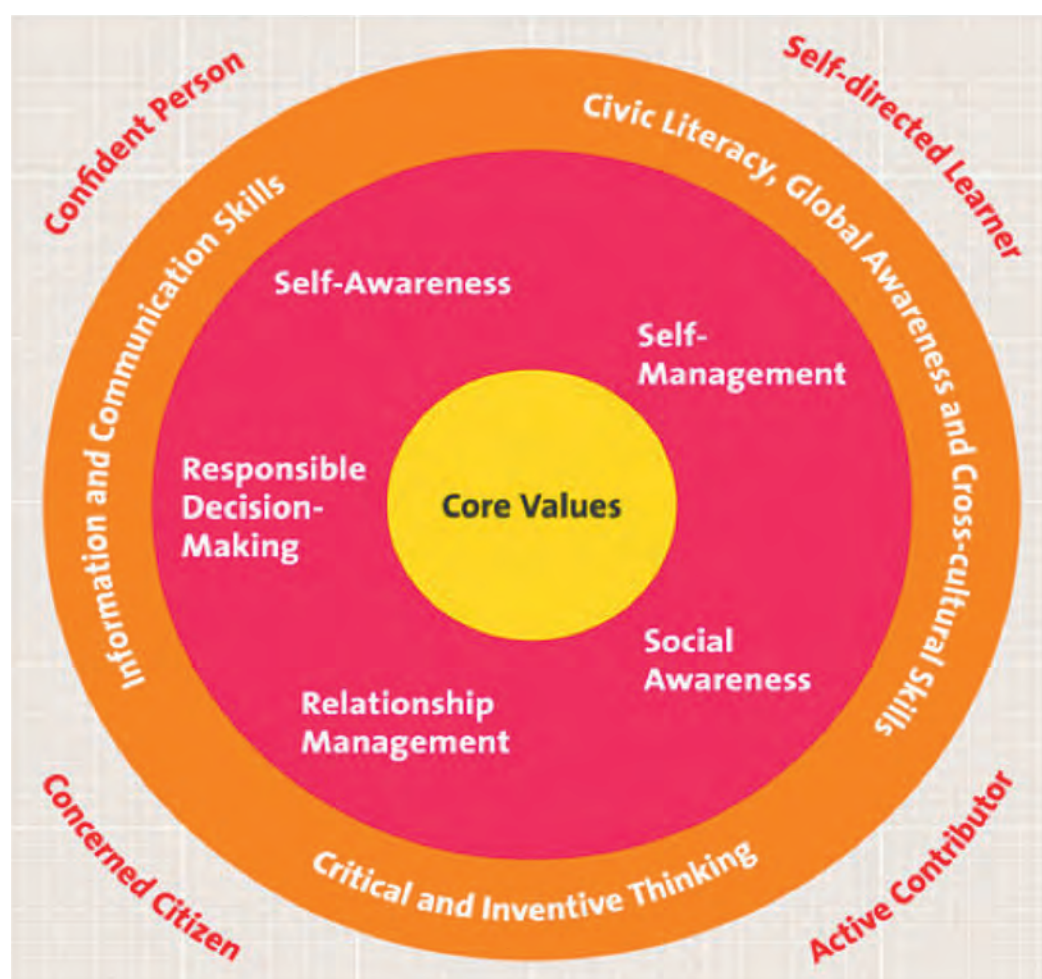 Confident Person
Self-directed Learner
Civic Literacy, Global Awareness and Cross-cultural Skills
Information and Communication Skills
Self-Awareness
Self-
Management
Responsible
Decision-
Making
Core Values
Social
Awareness
Relationship
Management
Critical and Inventive Thinking
Concerned Citizen
Active Contributor